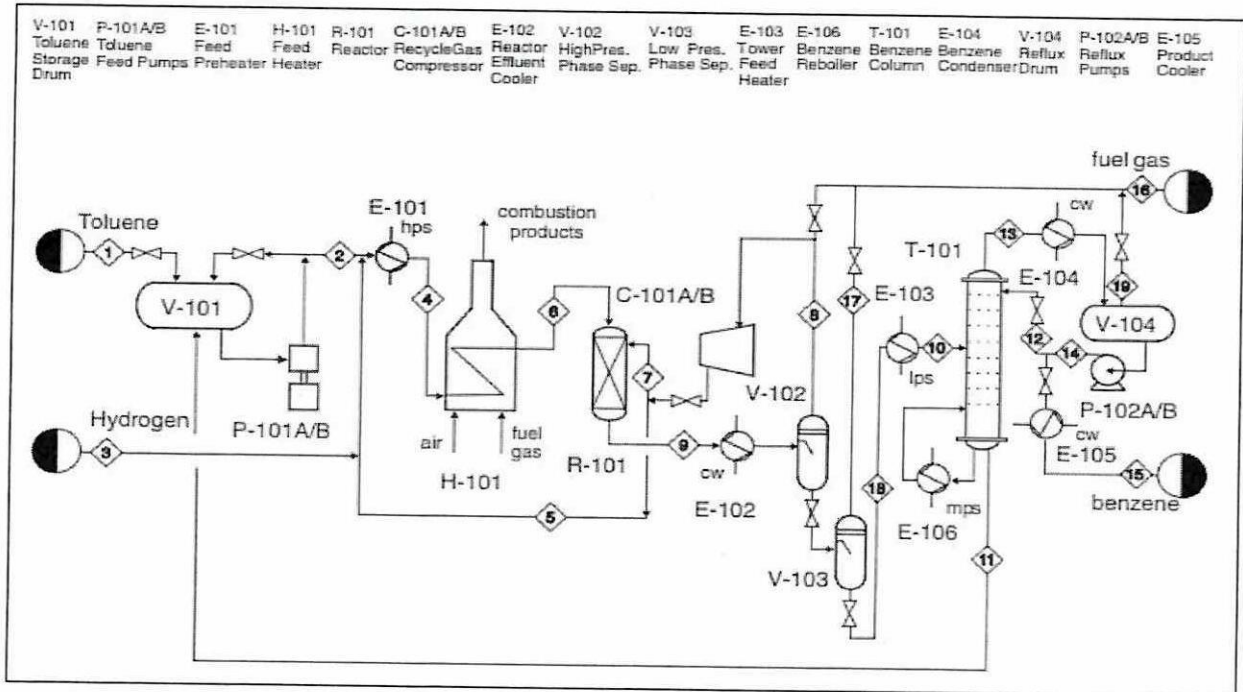 V-101 P-101A/B E-101 H-101 R-101 C-101A/B E-102 V-102 V-103 E-103 E-106 T-101 E-104 V-104 P-102A/B E-105
Toluene Toluene Feed Feed Reactor RecycleGas Reactor HighPres. Low Pres. Tower Benzene Benzene Benzene Reflux Reflux Product
Storage Feed Pumps Preheater Heater Compressor Effluent Phase Sep. Phase Sep. Feed Reboiler Column Condenser Drum Pumps Cooler
Drum Cooler Heater
fuel gas
16
E-101
hps
combustion
products
cw
13
Toluene
1
2
T-101
E-104
V-101
4
6
C-101A/B
8
17
E-103
19
V-104
10
12
14
lps
7
V-102
P-102A/B
Hydrogen
P-101A/B
air
fuel
gas
cw
E-105
3
R-101
9
H-101
cw
E-102
18
15
benzene
mps
E-106
5
V-103
11